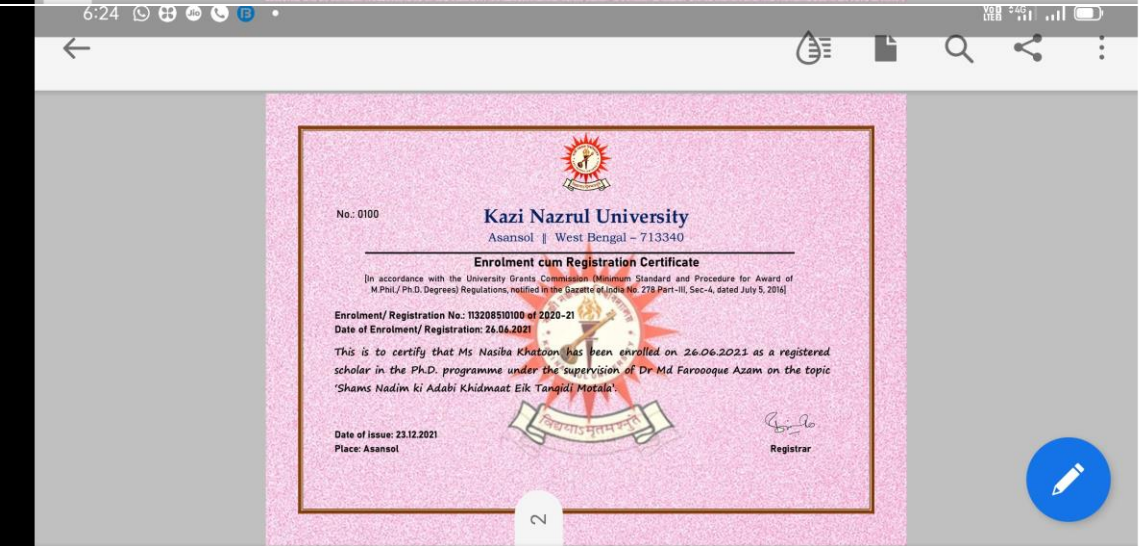 6:24
No.: 0100
Kazi Nazrul University
Asansol || West Bengal – 713340
Enrolment cum Registration Certificate
[In accordance with the University Grants Commission (Minimum Standard and Procedure for Award of
M.Phil./ Ph.D. Degrees) Regulations, notified in the Gazette of India No. 278 Part-III, Sec-4, dated July 5, 2016]
Enrolment/ Registration No.: 113208510100 of 2020-21
Date of Enrolment/ Registration: 26.06.2021
This is to certify that Ms Nasiba Khatoon has been enrolled on 26.06.2021 as a registered
scholar in the Ph.D. programme under the supervision of Dr Md Faroooque Azam on the topic
'Shams Nadim ki Adabi Khidmaat Eik Tanqidi Motala'.
विद्ययाऽमृतमश्नुते
Date of issue: 23.12.2021
Place: Asansol
Registrar
2